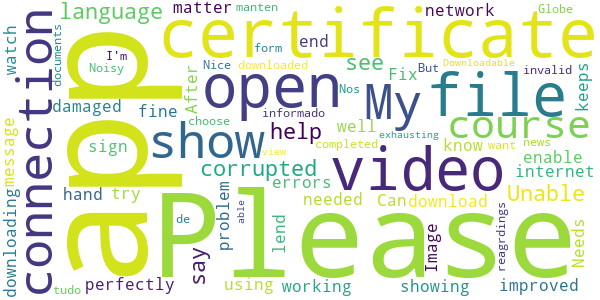 matter
manten
network
Globe
language
certificate
watch
documents
I'm
end
form
But
Noisy
Nice
downloaded
see
Fix
Downloadable
invalid
connection
app
After
open
My
file
keeps
Nos
damaged
fine
choose
informado
show
help
well
course
message
sign
completed
exhausting
know
want
news
enable
corrupted
video
view
internet
hand
try
errors
Can
download
Unable
downloading
problem
needed
able
Please
lend
Image
reagrdings
Needs
de
say
tudo
perfectly
using
working
showing
improved